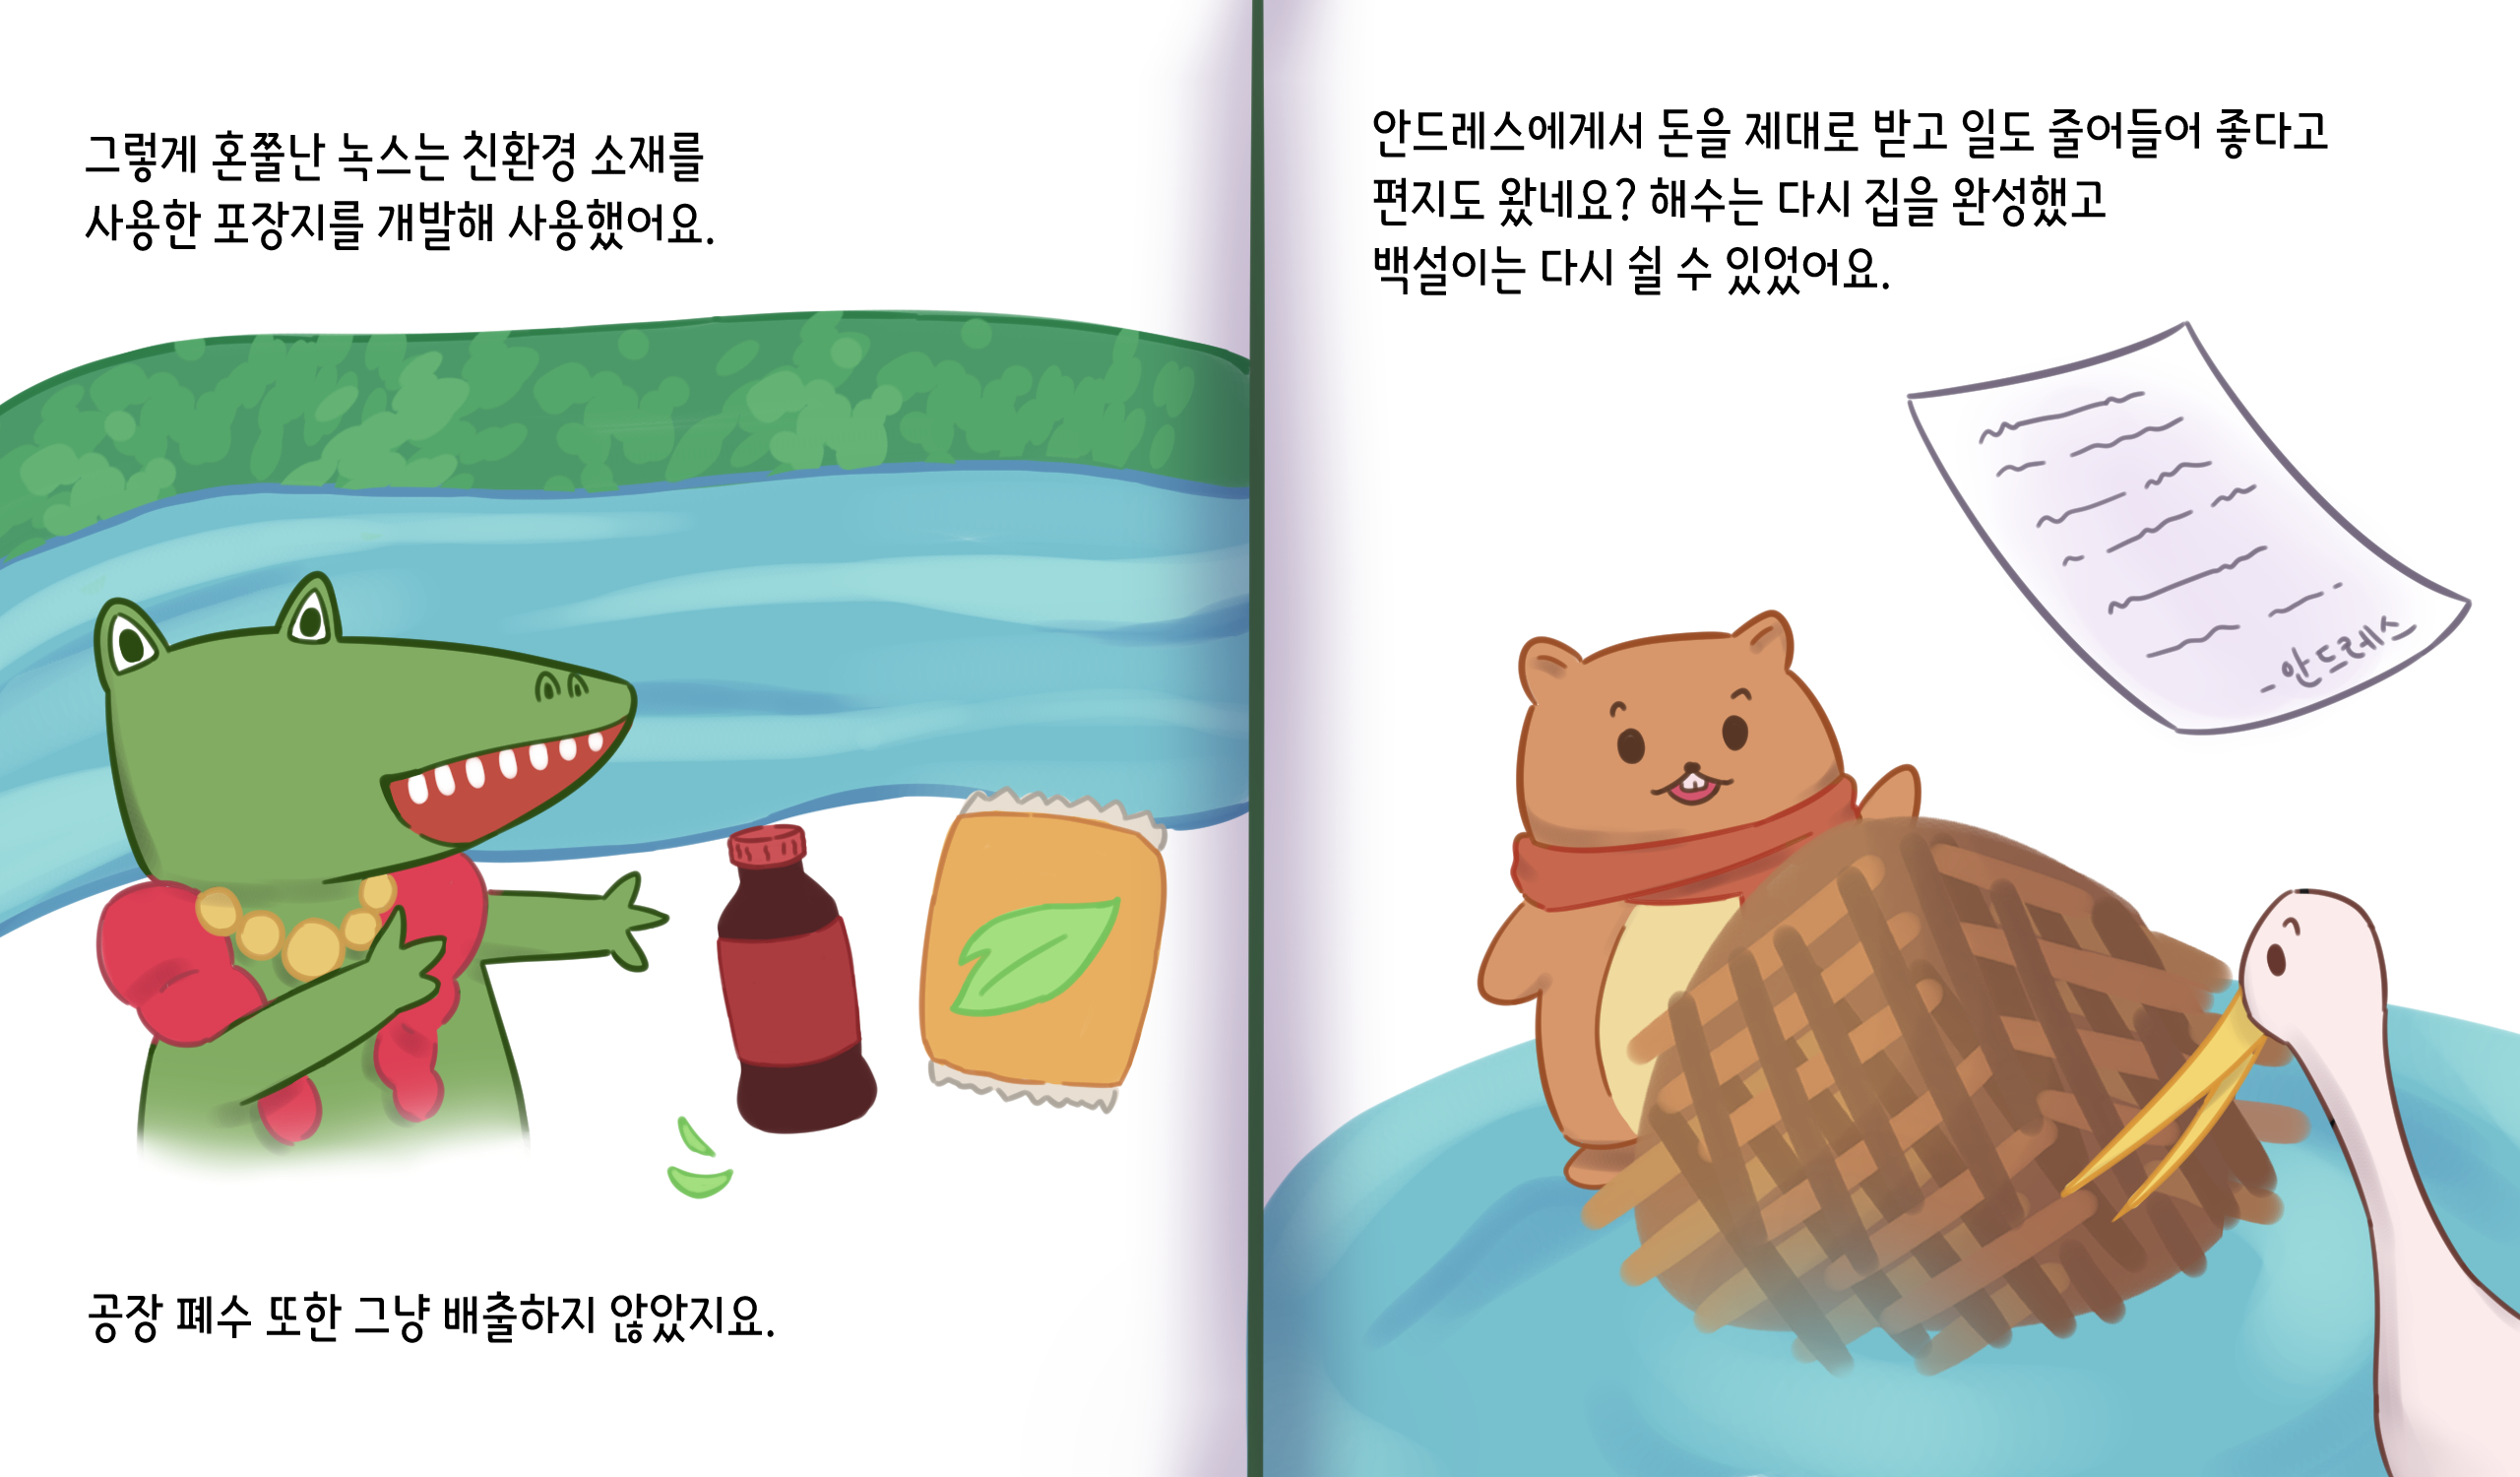 그렇게 혼쭐난 녹스는 친환경 소재를
사용한 포장지를 개발해 사용했어요.
공장 폐수 또한 그냥 배출하지 않았지요.
안드레스에게서 돈을 제대로 받고 일도 줄어들어 좋다고
편지도 왔네요? 해수는 다시 집을 완성했고
백설이는 다시 쉴 수 있었어요.
- 안드레스